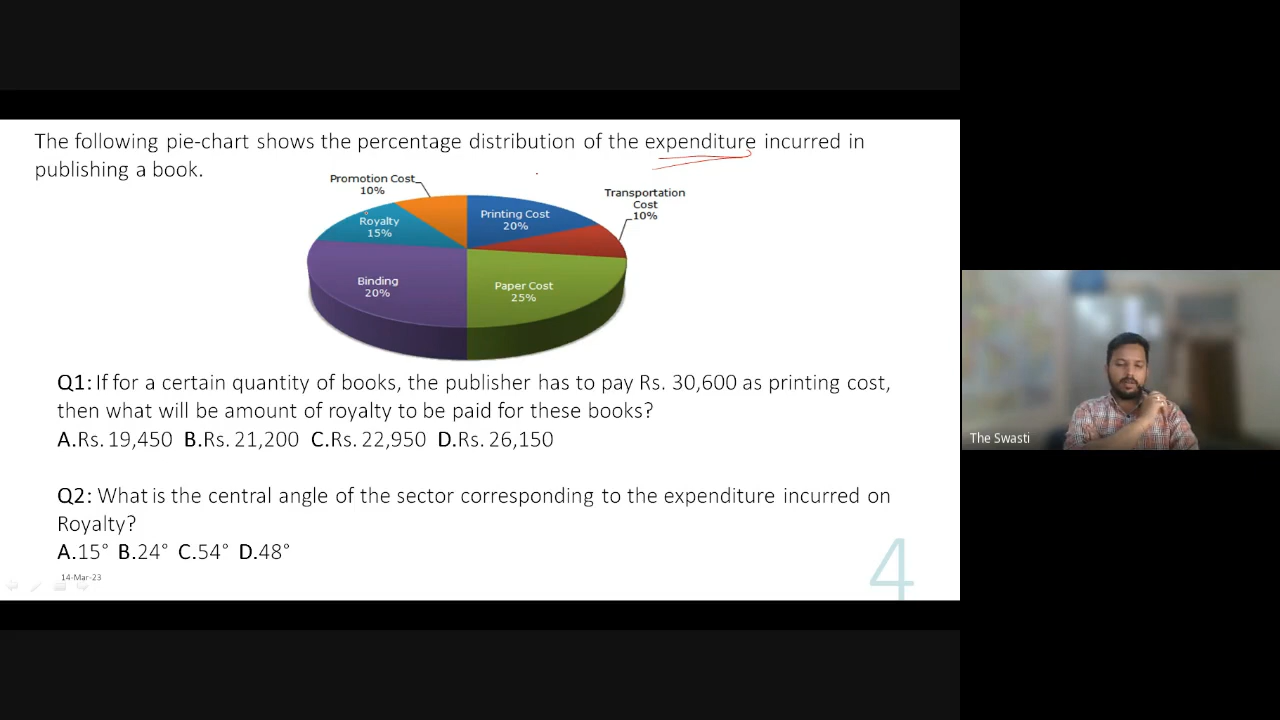 The following pie-chart shows the percentage distribution of the expenditure incurred in
publishing a book.
Promotion Cost
10%
Transportation
Cost
10%
Printing Cost
20%
Royalty
15%
Binding
20%
Paper Cost
25%
Q1: If for a certain quantity of books, the publisher has to pay Rs. 30,600 as printing cost,
then what will be amount of royalty to be paid for these books?
A.Rs. 19,450 B.Rs. 21,200 C.Rs. 22,950 D.Rs. 26,150
The Swasti
Q2: What is the central angle of the sector corresponding to the expenditure incurred on
Royalty?
A.15° B.24° C.54° D.48°
14-Mar-23
4